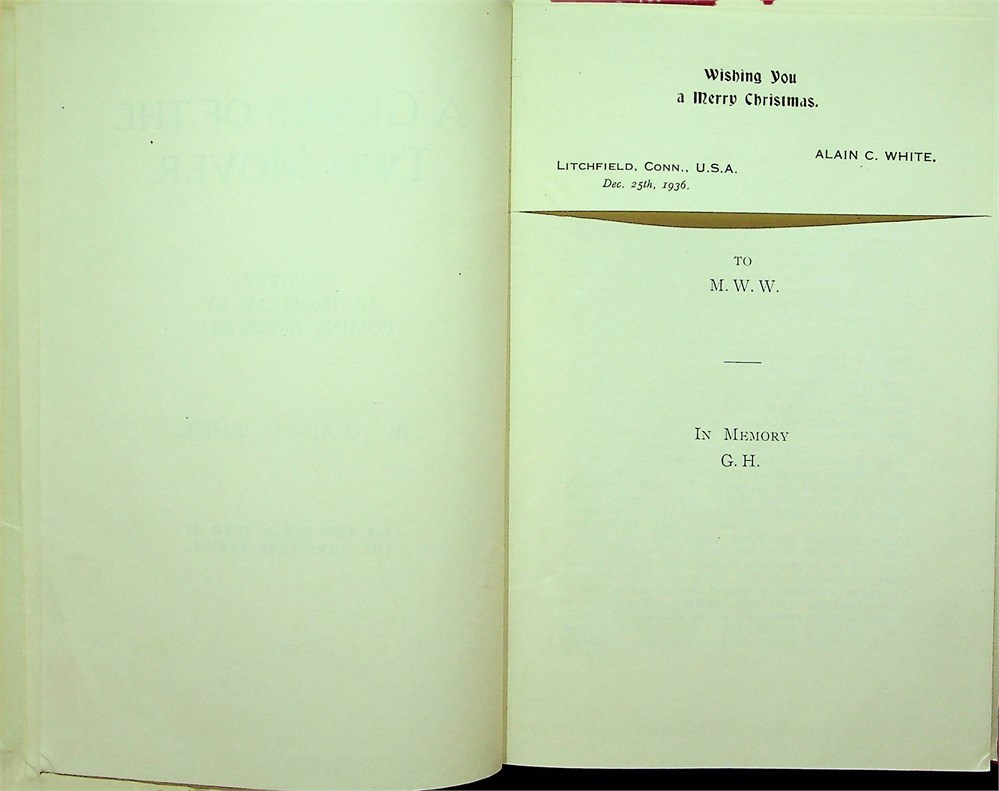 Wishing You
a Merry Christmas.
ALAIN C. WHITE.
LITCHFIELD, CONN., U.S.A.
Dec. 25th, 1936.
TO
M. W. W.
IN MEMORY
G. H.